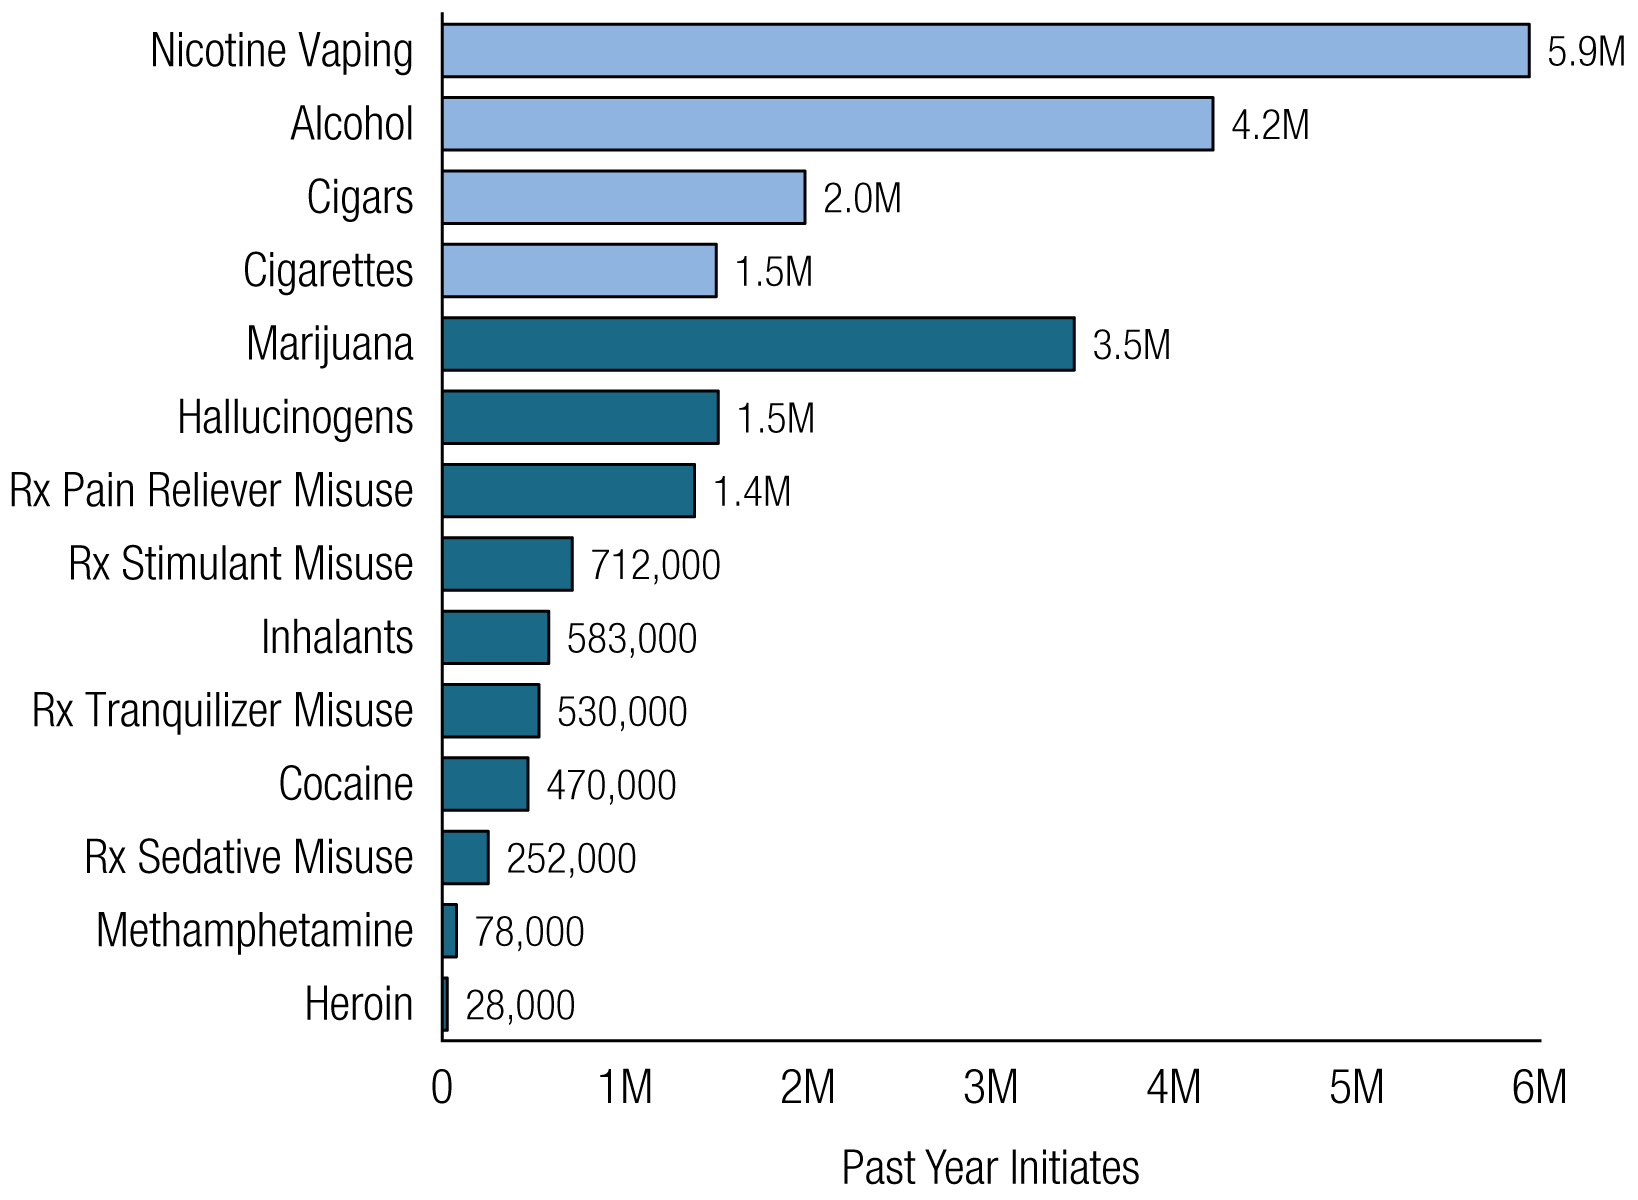 Nicotine Vaping 5.9M
Alcohol 4.2M
Cigars 2.0M
Cigarettes 1.5M
Marijuana 3.5M
Hallucinogens 1.5M
Rx Pain Reliever Misuse 1.4M
Rx Stimulant Misuse 712,000
Inhalants 583,000
Rx Tranquilizer Misuse 530,000
Cocaine 470,000
Rx Sedative Misuse 252,000
Methamphetamine 78,000
Heroin 28,000
0 1M 2M 3M 4M 5M 6M
Past Year Initiates